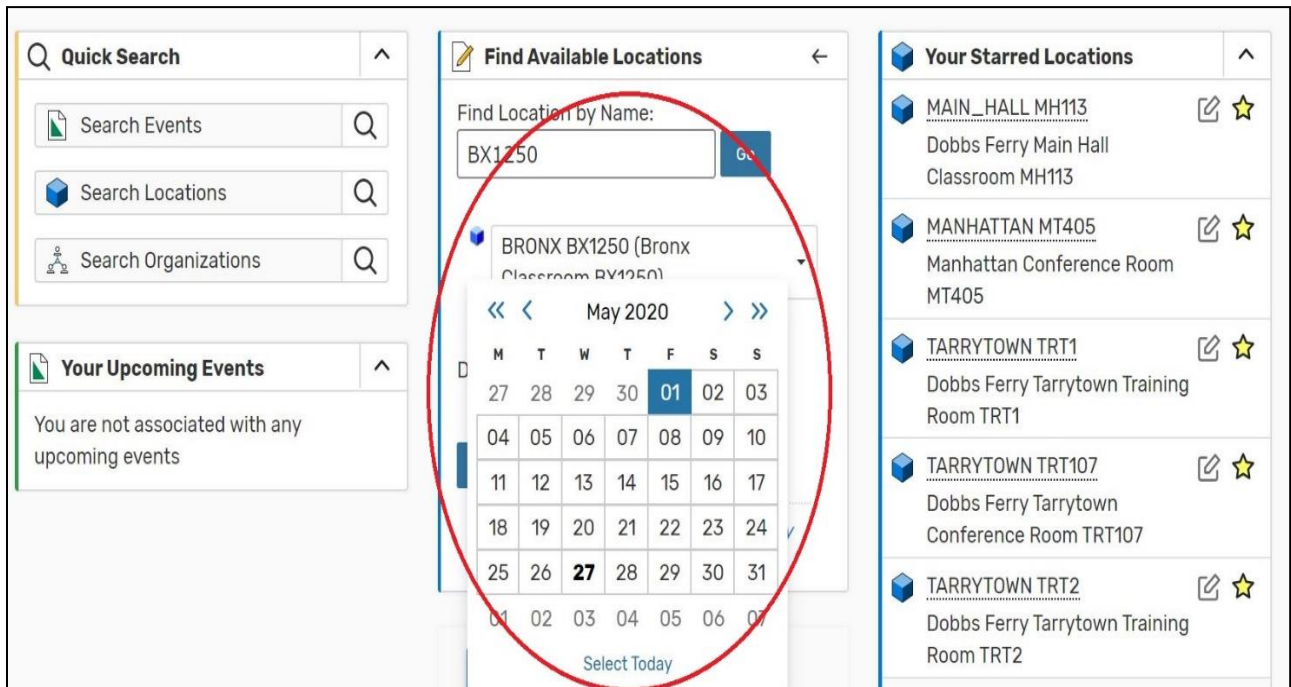 Quick Search
Search Events
Search Locations
Search Organizations
Your Upcoming Events
You are not associated with any
upcoming events
Find Available Locations
Find Location by Name:
BX1250
Go
BRONX BX1250 (Bronx
Classroom BX1250)
D
May 2020
M T W T F S S
27 28 29 30 01 02 03
04 05 06 07 08 09 10
11 12 13 14 15 16 17
18 19 20 21 22 23 24
25 26 27 28 29 30 31
01 02 03 04 05 06 07
Select Today
Your Starred Locations
MAIN_HALL MH113
Dobbs Ferry Main Hall
Classroom MH113
MANHATTAN MT405
Manhattan Conference Room
MT405
TARRYTOWN TRT1
Dobbs Ferry Tarrytown Training
Room TRT1
TARRYTOWN TRT107
Dobbs Ferry Tarrytown
Conference Room TRT107
TARRYTOWN TRT2
Dobbs Ferry Tarrytown Training
Room TRT2